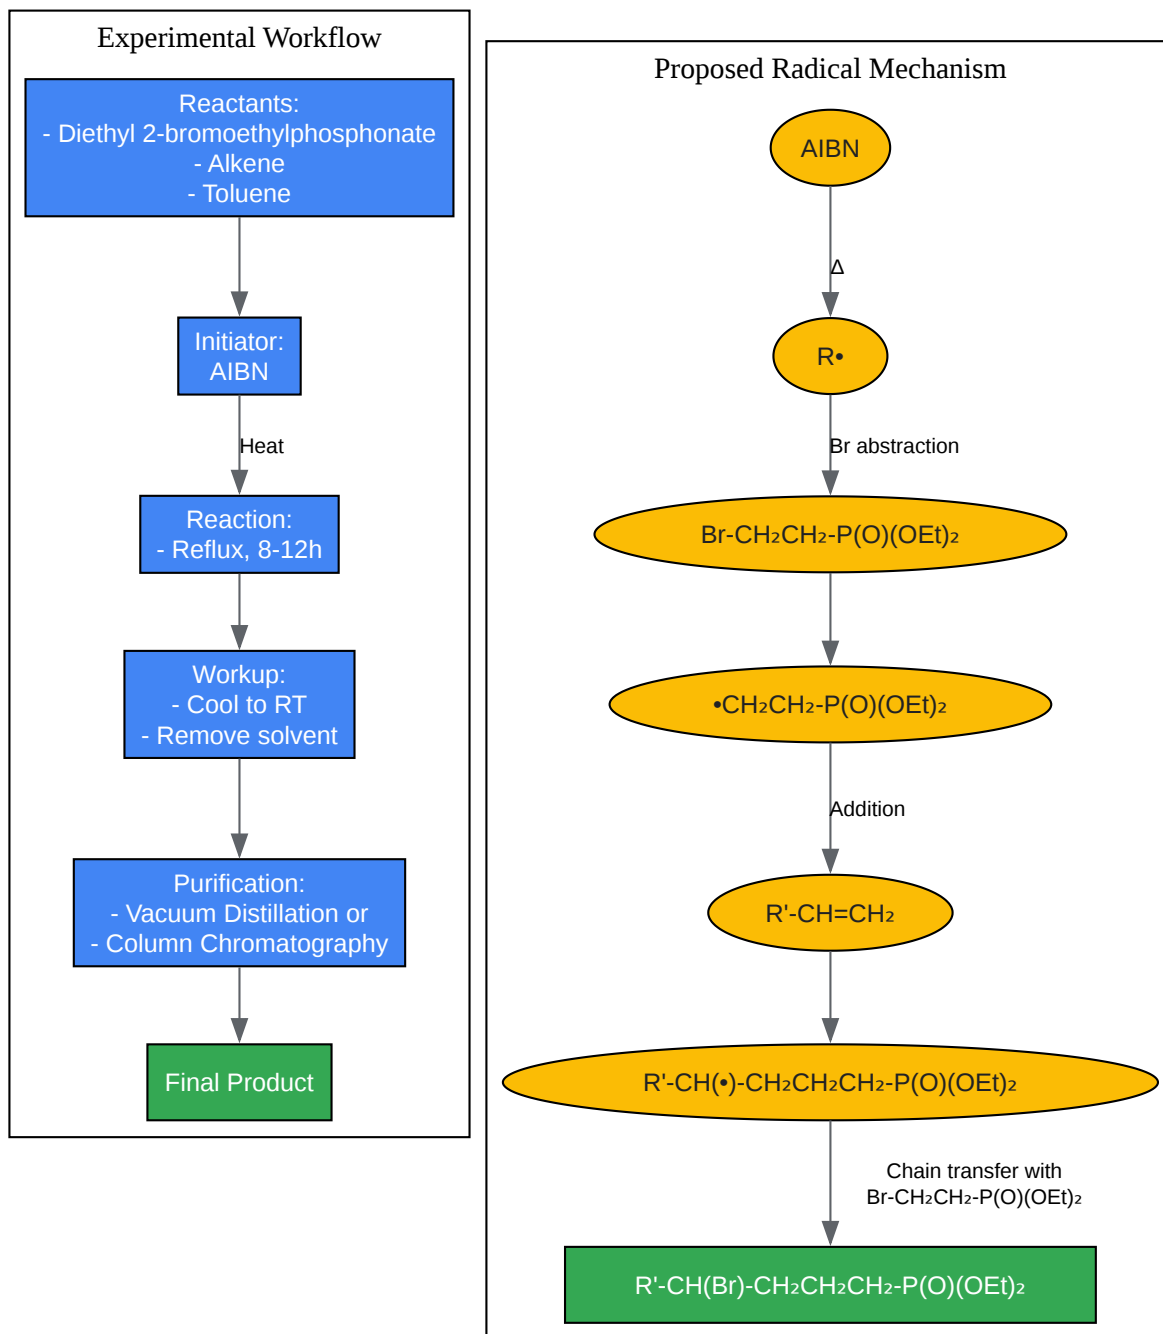 Experimental Workflow
Reactants:
- Diethyl 2-bromoethylphosphonate
- Alkene
- Toluene
Initiator:
AIBN
Heat
Reaction:
- Reflux, 8-12h
Workup:
- Cool to RT
- Remove solvent
Purification:
- Vacuum Distillation or
- Column Chromatography
Final Product
Proposed Radical Mechanism
AIBN
Δ
R•
Br abstraction
Br-CH₂CH₂-P(O)(OEt)₂
•CH₂CH₂-P(O)(OEt)₂
Addition
R'-CH=CH₂
R'-CH(•)-CH₂CH₂CH₂-P(O)(OEt)₂
Chain transfer with
Br-CH₂CH₂-P(O)(OEt)₂
R'-CH(Br)-CH₂CH₂CH₂-P(O)(OEt)₂